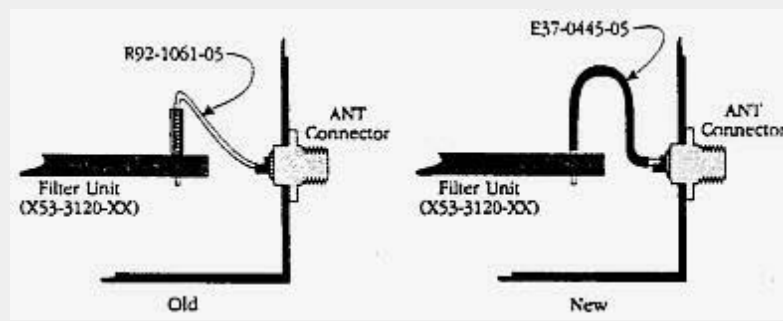 R92-1061-05
ANT
Connector
Filter Unit
(X53-3120-XX)
Old
E37-0445-05
ANT
Connector
Filter Unit
(X53-3120-XX)
New